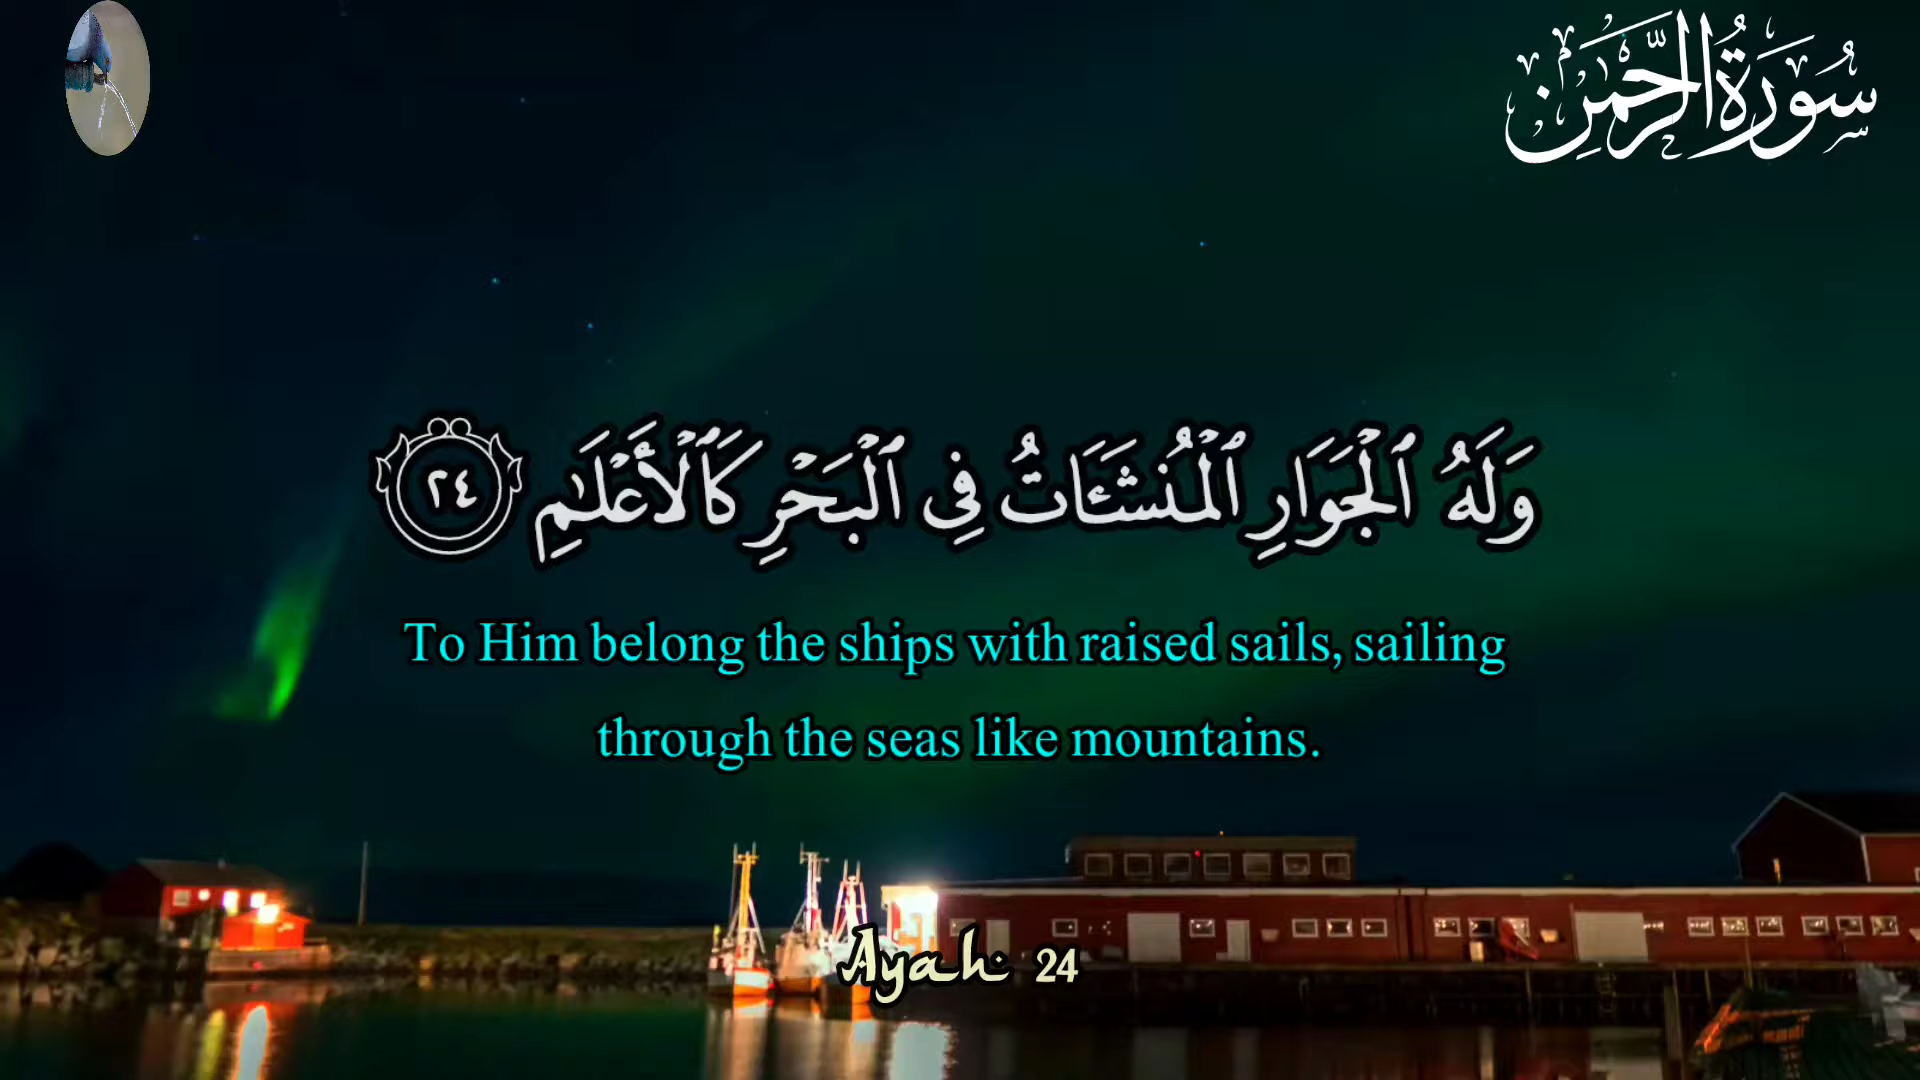 سُورَةُ الرَّحْمَٰنِ
وَلَهُ ٱلْجَوَارِ ٱلْمُنشَـَٔاتُ فِى ٱلْبَحْرِ كَٱلْأَعْلَـٰمِ ٢٤
To Him belong the ships with raised sails, sailing
through the seas like mountains.
Ayah 24